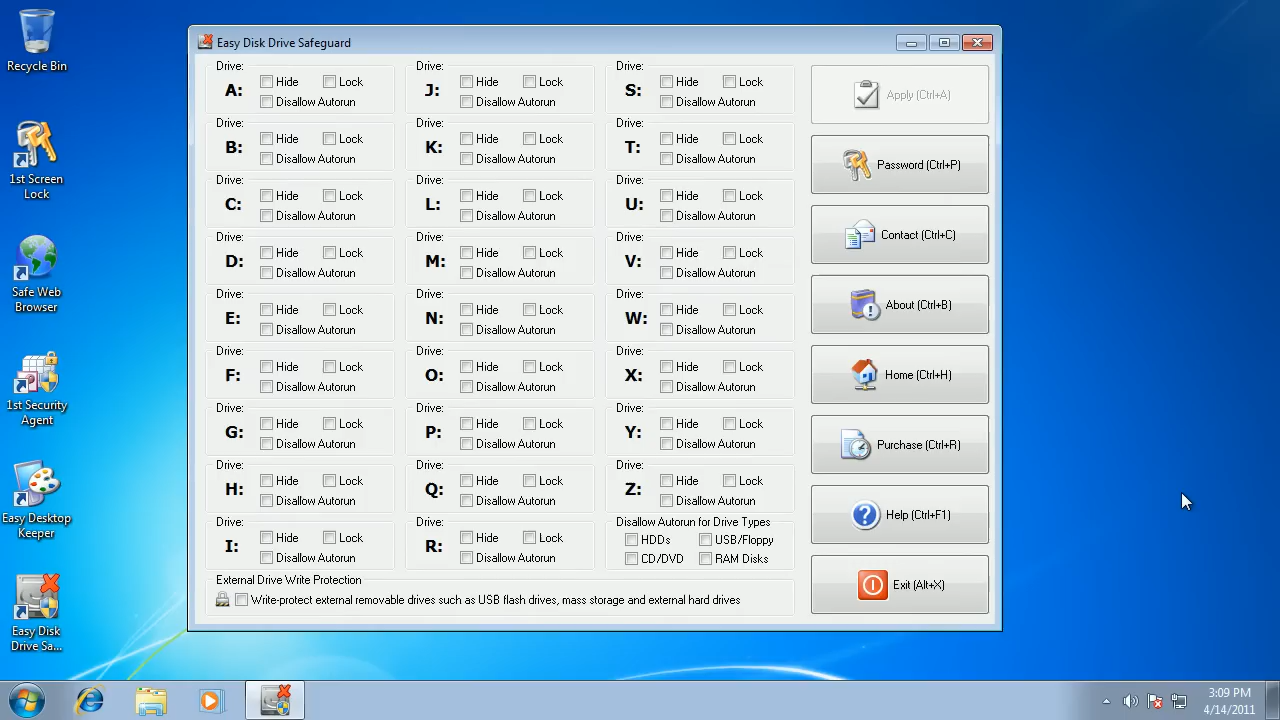 Recycle Bin
1st Screen
Lock
Safe Web
Browser
1st Security
Agent
Easy Desktop
Keeper
Easy Disk
Drive Sa...
Easy Disk Drive Safeguard
Drive:
A: Hide Lock
Disallow Autorun
Drive:
B: Hide Lock
Disallow Autorun
Drive:
C: Hide Lock
Disallow Autorun
Drive:
D: Hide Lock
Disallow Autorun
Drive:
E: Hide Lock
Disallow Autorun
Drive:
F: Hide Lock
Disallow Autorun
Drive:
G: Hide Lock
Disallow Autorun
Drive:
H: Hide Lock
Disallow Autorun
Drive:
I: Hide Lock
Disallow Autorun
Drive:
J: Hide Lock
Disallow Autorun
Drive:
K: Hide Lock
Disallow Autorun
Drive:
L: Hide Lock
Disallow Autorun
Drive:
M: Hide Lock
Disallow Autorun
Drive:
N: Hide Lock
Disallow Autorun
Drive:
O: Hide Lock
Disallow Autorun
Drive:
P: Hide Lock
Disallow Autorun
Drive:
Q: Hide Lock
Disallow Autorun
Drive:
R: Hide Lock
Disallow Autorun
Drive:
S: Hide Lock
Disallow Autorun
Drive:
T: Hide Lock
Disallow Autorun
Drive:
U: Hide Lock
Disallow Autorun
Drive:
V: Hide Lock
Disallow Autorun
Drive:
W: Hide Lock
Disallow Autorun
Drive:
X: Hide Lock
Disallow Autorun
Drive:
Y: Hide Lock
Disallow Autorun
Drive:
Z: Hide Lock
Disallow Autorun
Disallow Autorun for Drive Types
HDDs USB/Floppy
CD/DVD RAM Disks
External Drive Write Protection
Write-protect external removable drives such as USB flash drives, mass storage and external hard drives
Apply (Ctrl+A)
Password (Ctrl+P)
Contact (Ctrl+C)
About (Ctrl+B)
Home (Ctrl+H)
Purchase (Ctrl+R)
Help (Ctrl+F1)
Exit (Alt+X)
3:09 PM
4/14/2011